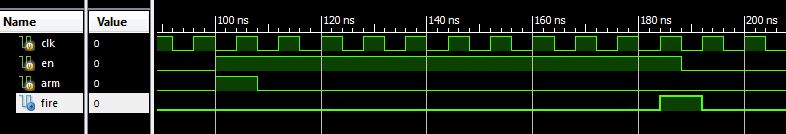 Name Value 100 ns 120 ns 140 ns 160 ns 180 ns 200 ns
clk 0
en 0
arm 0
fire 0